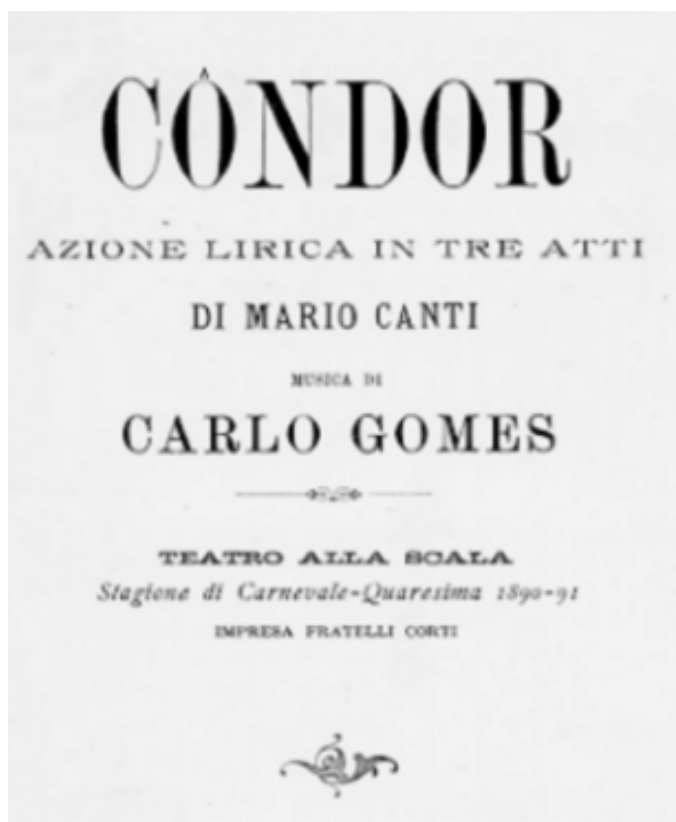 CÔNDOR
AZIONE LIRICA IN TRE ATTI
DI MARIO CANTI
MUSICA DI
CARLO GOMES
TEATRO ALLA SCALA
Stagione di Carnevale-Quaresima 1890-91
IMPRESA FRATELLI CORTI